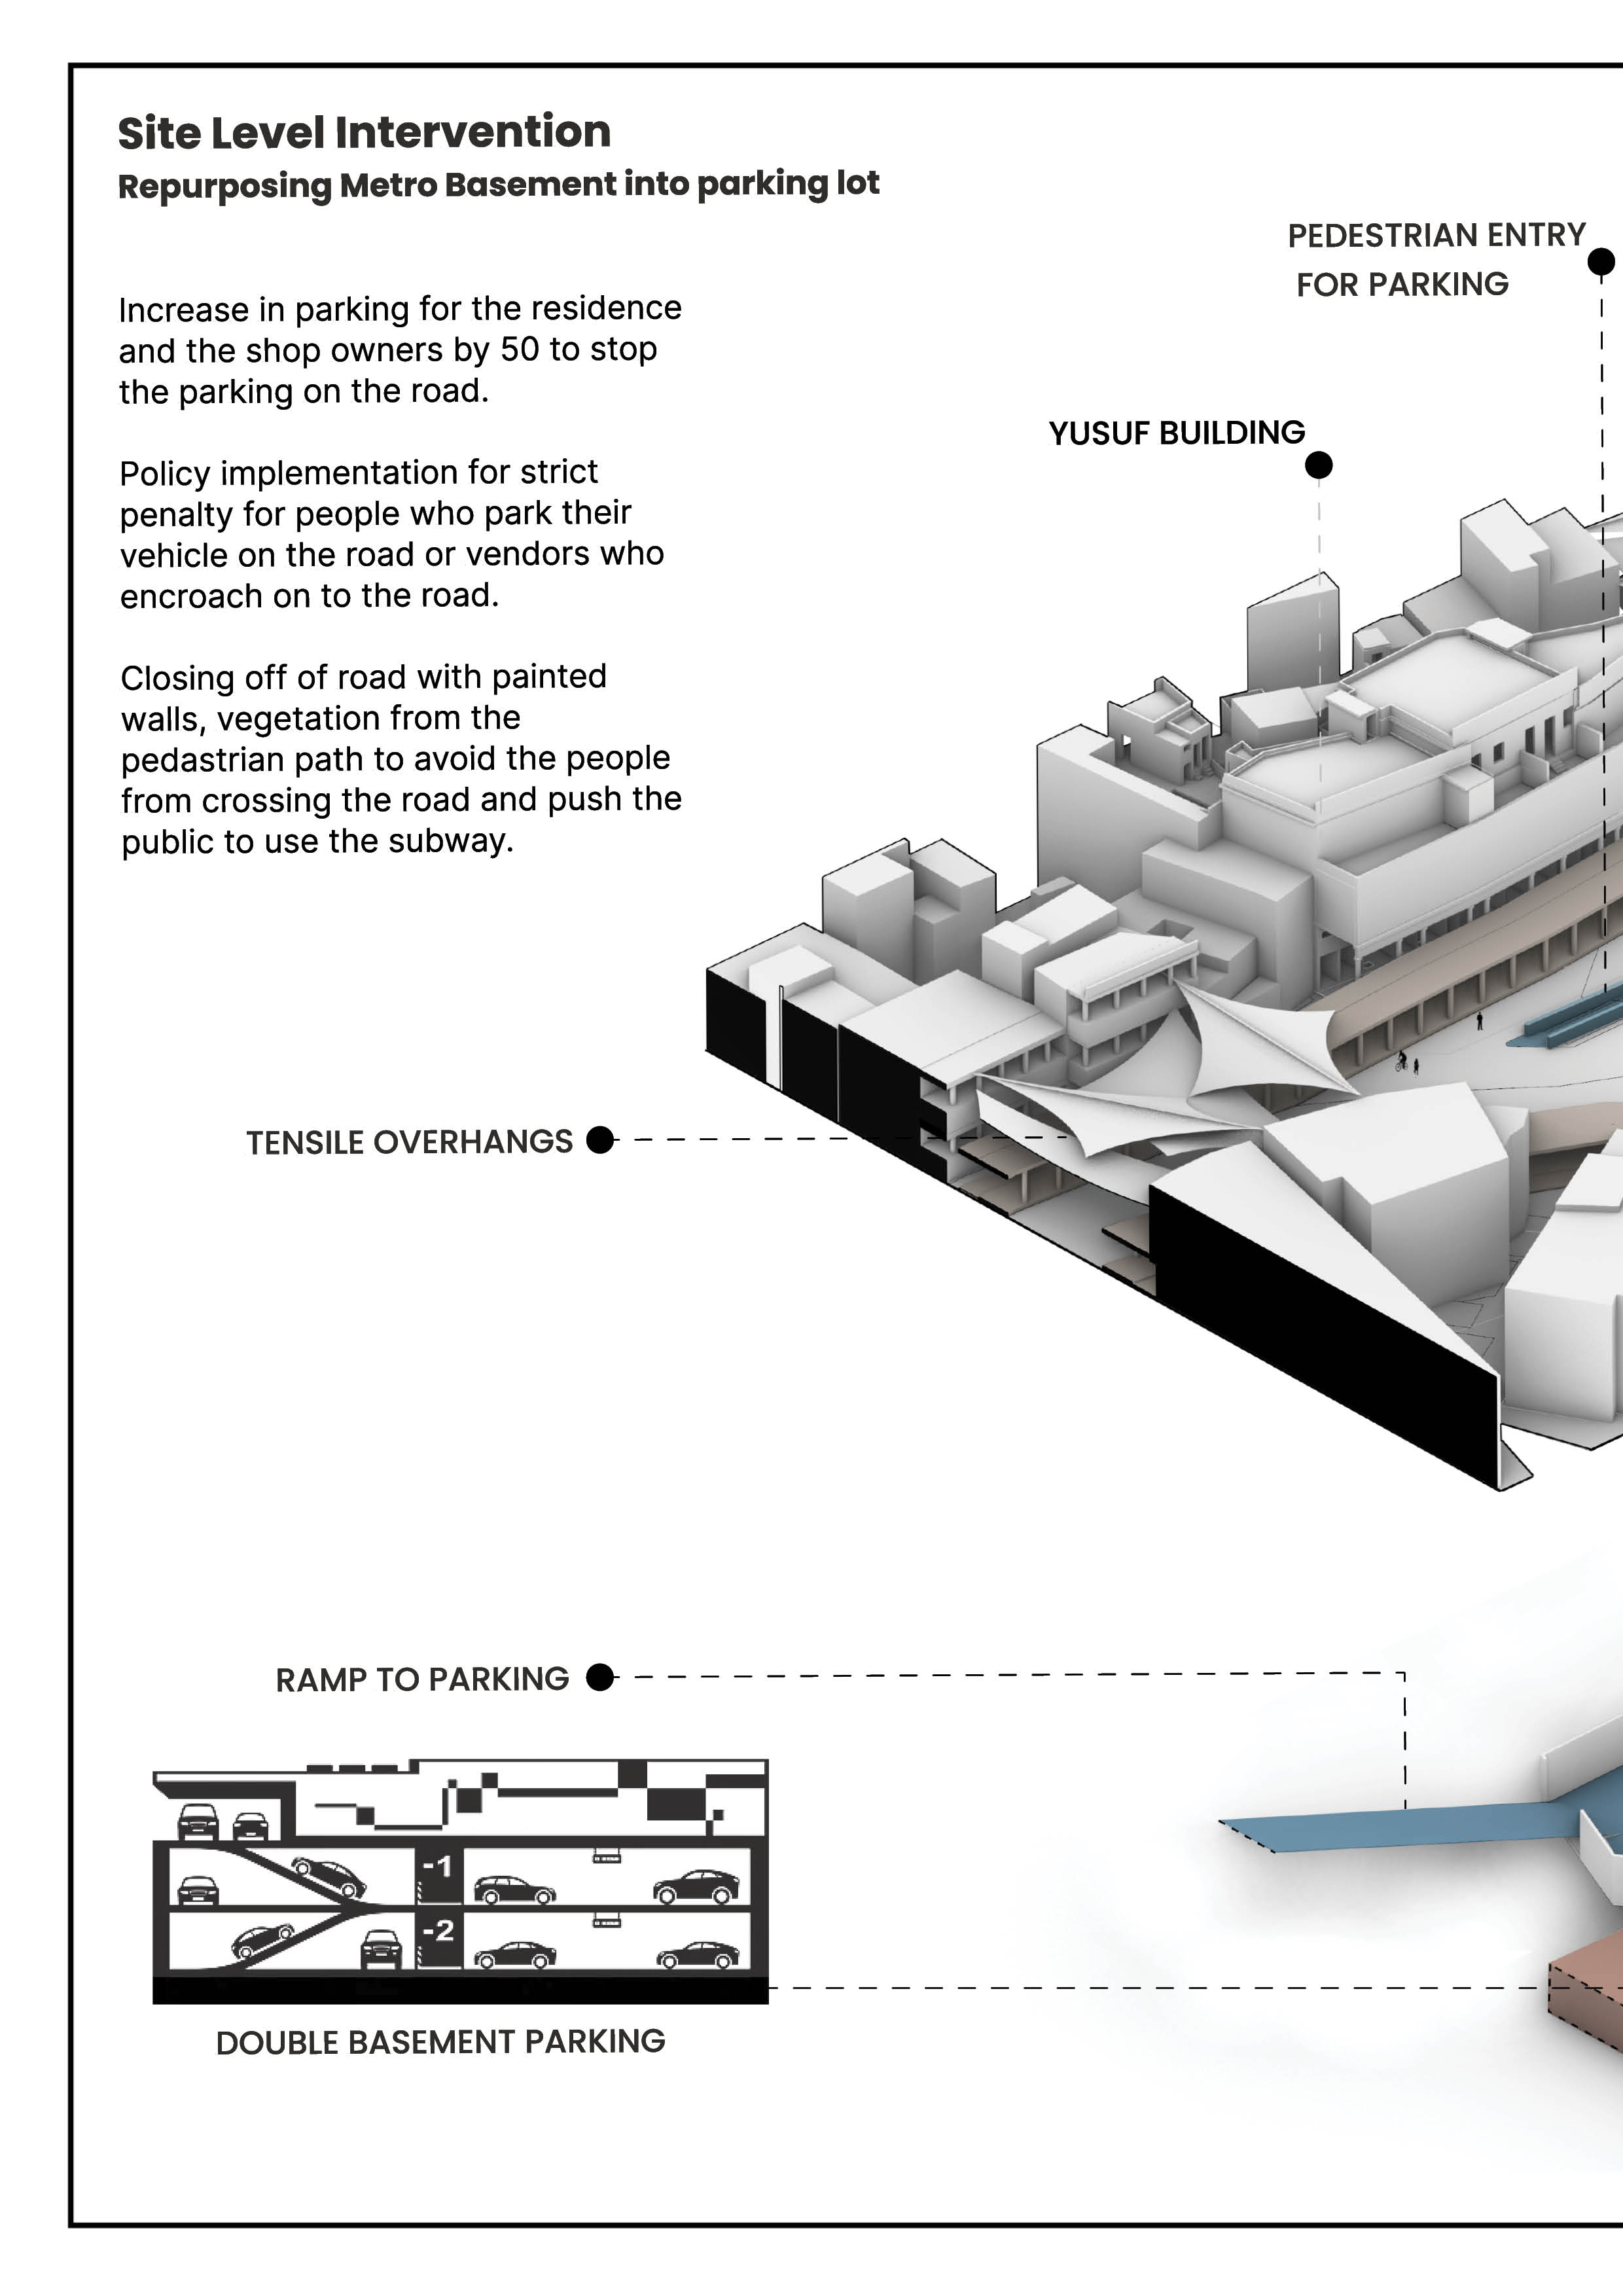 Site Level Intervention
Repurposing Metro Basement into parking lot
Increase in parking for the residence
and the shop owners by 50 to stop
the parking on the road.
Policy implementation for strict
penalty for people who park their
vehicle on the road or vendors who
encroach on to the road.
Closing off of road with painted
walls, vegetation from the
pedastrian path to avoid the people
from crossing the road and push the
public to use the subway.
PEDESTRIAN ENTRY
FOR PARKING
YUSUF BUILDING
TENSILE OVERHANGS
RAMP TO PARKING
-1
-2
DOUBLE BASEMENT PARKING